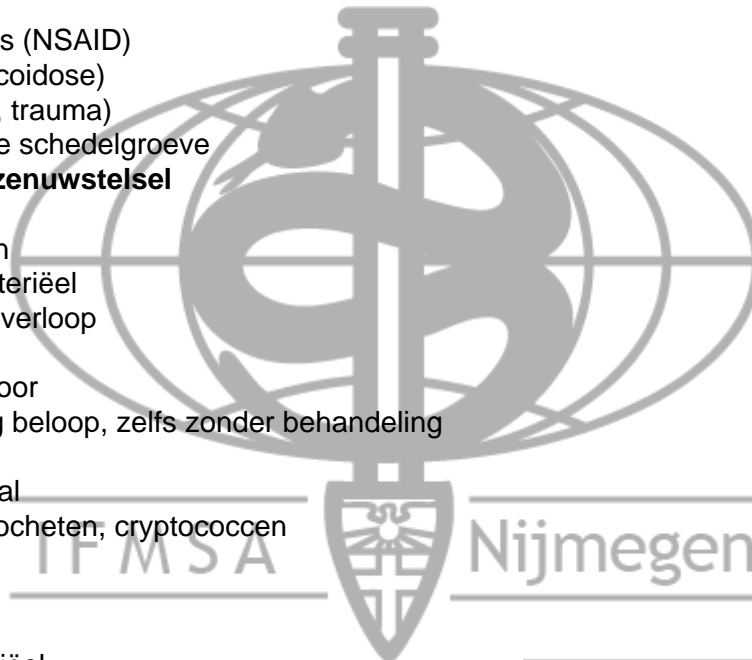 s (NSAID)
coidose)
, trauma)
e schedelgroeve
zenuwstelsel
n
teriëel
verloop
oor
g beloop, zelfs zonder behandeling
al
ocheten, cryptococcen
IFMSA Nijmegen